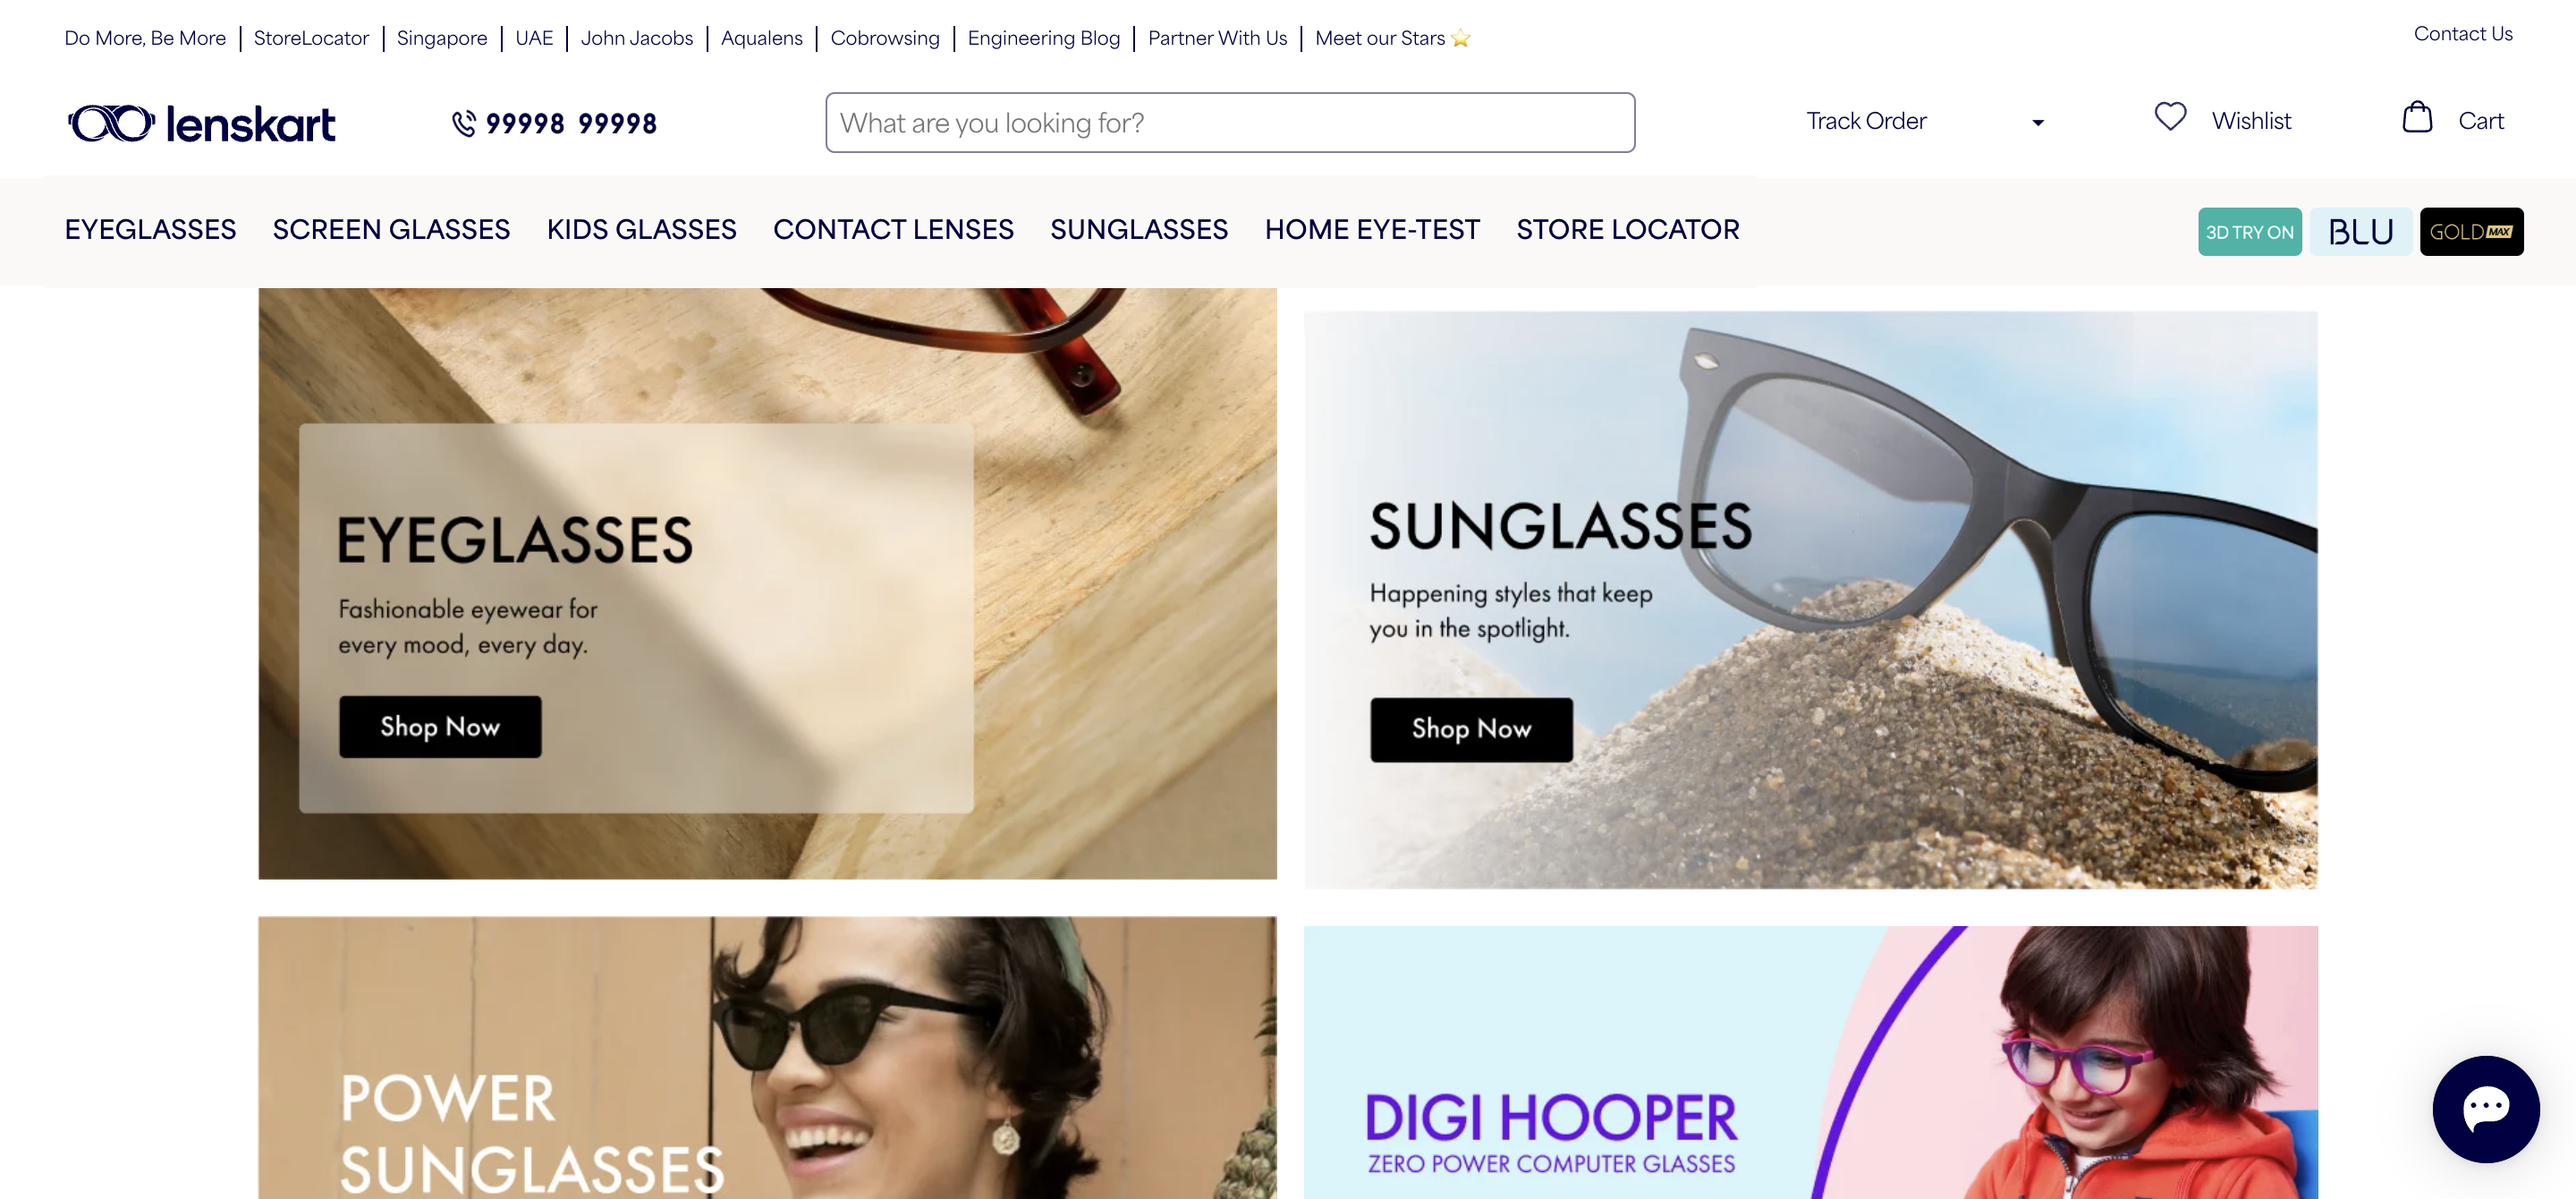 Do More, Be More | StoreLocator | Singapore | UAE | John Jacobs | Aqualens | Cobrowsing | Engineering Blog | Partner With Us | Meet our Stars ⭐
Contact Us
lenskart
99998 99998
What are you looking for?
Track Order
Wishlist
Cart
EYEGLASSES SCREEN GLASSES KIDS GLASSES CONTACT LENSES SUNGLASSES HOME EYE-TEST STORE LOCATOR
3D TRY ON
BLU
GOLD MAX
EYEGLASSES
Fashionable eyewear for
every mood, every day.
Shop Now
SUNGLASSES
Happening styles that keep
you in the spotlight.
Shop Now
POWER
SUNGLASSES
DIGI HOOPER
ZERO POWER COMPUTER GLASSES